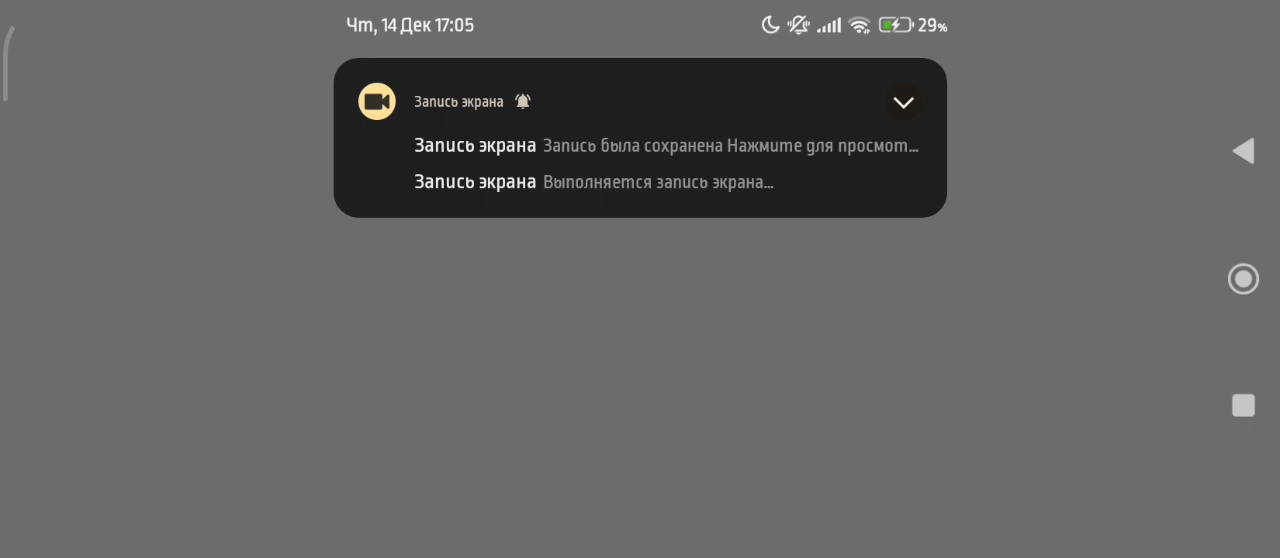 Чт, 14 Дек 17:05
29%
Запись экрана
Запись экрана Запись была сохранена Нажмите для просмот...
Запись экрана Выполняется запись экрана...